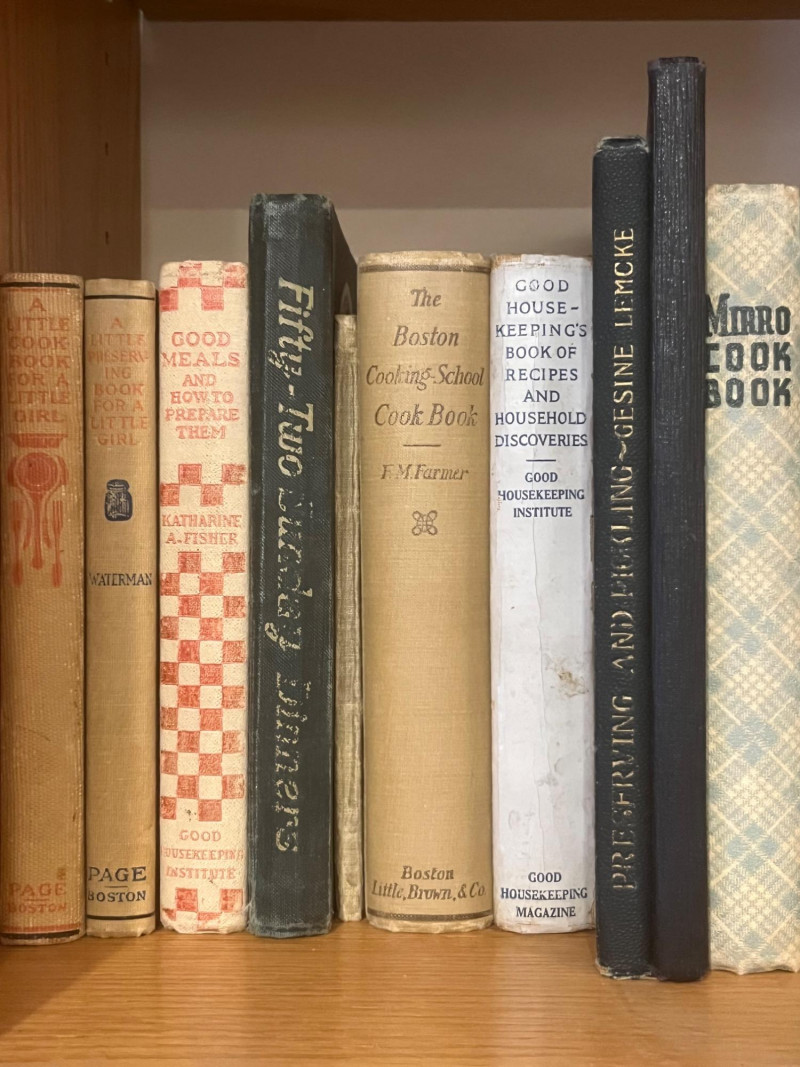 A
LITTLE
COOK
BOOK
FOR A
LITTLE
GIRL
PAGE
BOSTON
A
LITTLE
PRESERV-
ING
BOOK
FOR A
LITTLE
GIRL
WATERMAN
PAGE
BOSTON
GOOD
MEALS
AND
HOW TO
PREPARE
THEM
KATHARINE
A·FISHER
GOOD
HOUSEKEEPING
INSTITUTE
Fifty-Two Sunday Dinners
The
Boston
Cooking-School
Cook Book
F.M.Farmer
Boston
Little, Brown, & Co.
GOOD
HOUSE-
KEEPING'S
BOOK OF
RECIPES
AND
HOUSEHOLD
DISCOVERIES
GOOD
HOUSEKEEPING
INSTITUTE
GOOD
HOUSEKEEPING
MAGAZINE
PRESERVING AND PICKLING~GESINE LEMCKE
MIRRO
COOK
BOOK